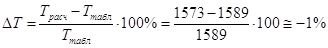 ΔT = (T_расч − T_табл) / T_табл · 100% = (1573 − 1589) / 1589 · 100 ≅ −1%